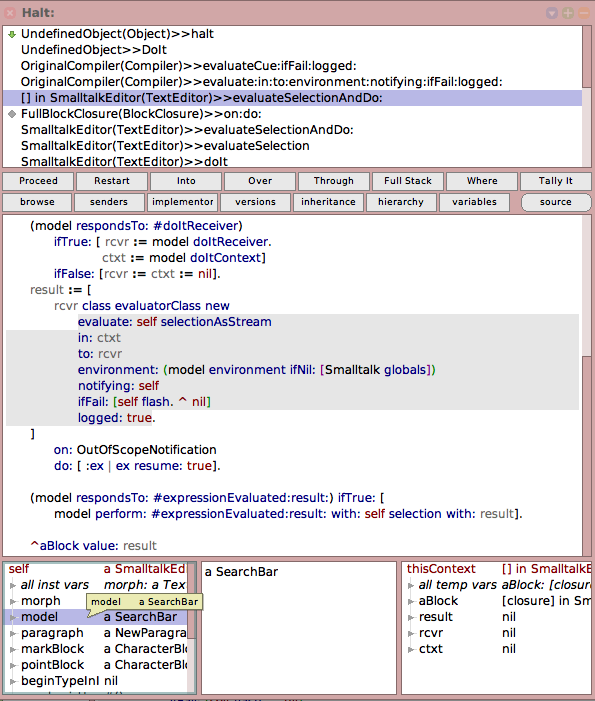 Halt:
UndefinedObject(Object)>>halt
UndefinedObject>>DoIt
OriginalCompiler(Compiler)>>evaluateCue:ifFail:logged:
OriginalCompiler(Compiler)>>evaluate:in:to:environment:notifying:ifFail:logged:
[] in SmalltalkEditor(TextEditor)>>evaluateSelectionAndDo:
FullBlockClosure(BlockClosure)>>on:do:
SmalltalkEditor(TextEditor)>>evaluateSelectionAndDo:
SmalltalkEditor(TextEditor)>>evaluateSelection
SmalltalkEditor(TextEditor)>>doIt
Proceed Restart Into Over Through Full Stack Where Tally It
browse senders implementor versions inheritance hierarchy variables source
(model respondsTo: #doItReceiver)
ifTrue: [ rcvr := model doItReceiver.
ctxt := model doItContext]
ifFalse: [rcvr := ctxt := nil].
result := [
rcvr class evaluatorClass new
evaluate: self selectionAsStream
in: ctxt
to: rcvr
environment: (model environment ifNil: [Smalltalk globals])
notifying: self
ifFail: [self flash. ^ nil]
logged: true.
]
on: OutOfScopeNotification
do: [ :ex | ex resume: true].
(model respondsTo: #expressionEvaluated:result:) ifTrue: [
model perform: #expressionEvaluated:result: with: self selection with: result].
^aBlock value: result
self a SmalltalkEd
all inst vars morph: a Tex
morph
model a SearchBar
model a SearchBar
paragraph a NewParagra
markBlock a CharacterBl
pointBlock a CharacterBl
beginTypeInI nil
a SearchBar
thisContext [] in SmalltalkE
all temp vars aBlock: [closur
aBlock [closure] in Sm
result nil
rcvr nil
ctxt nil